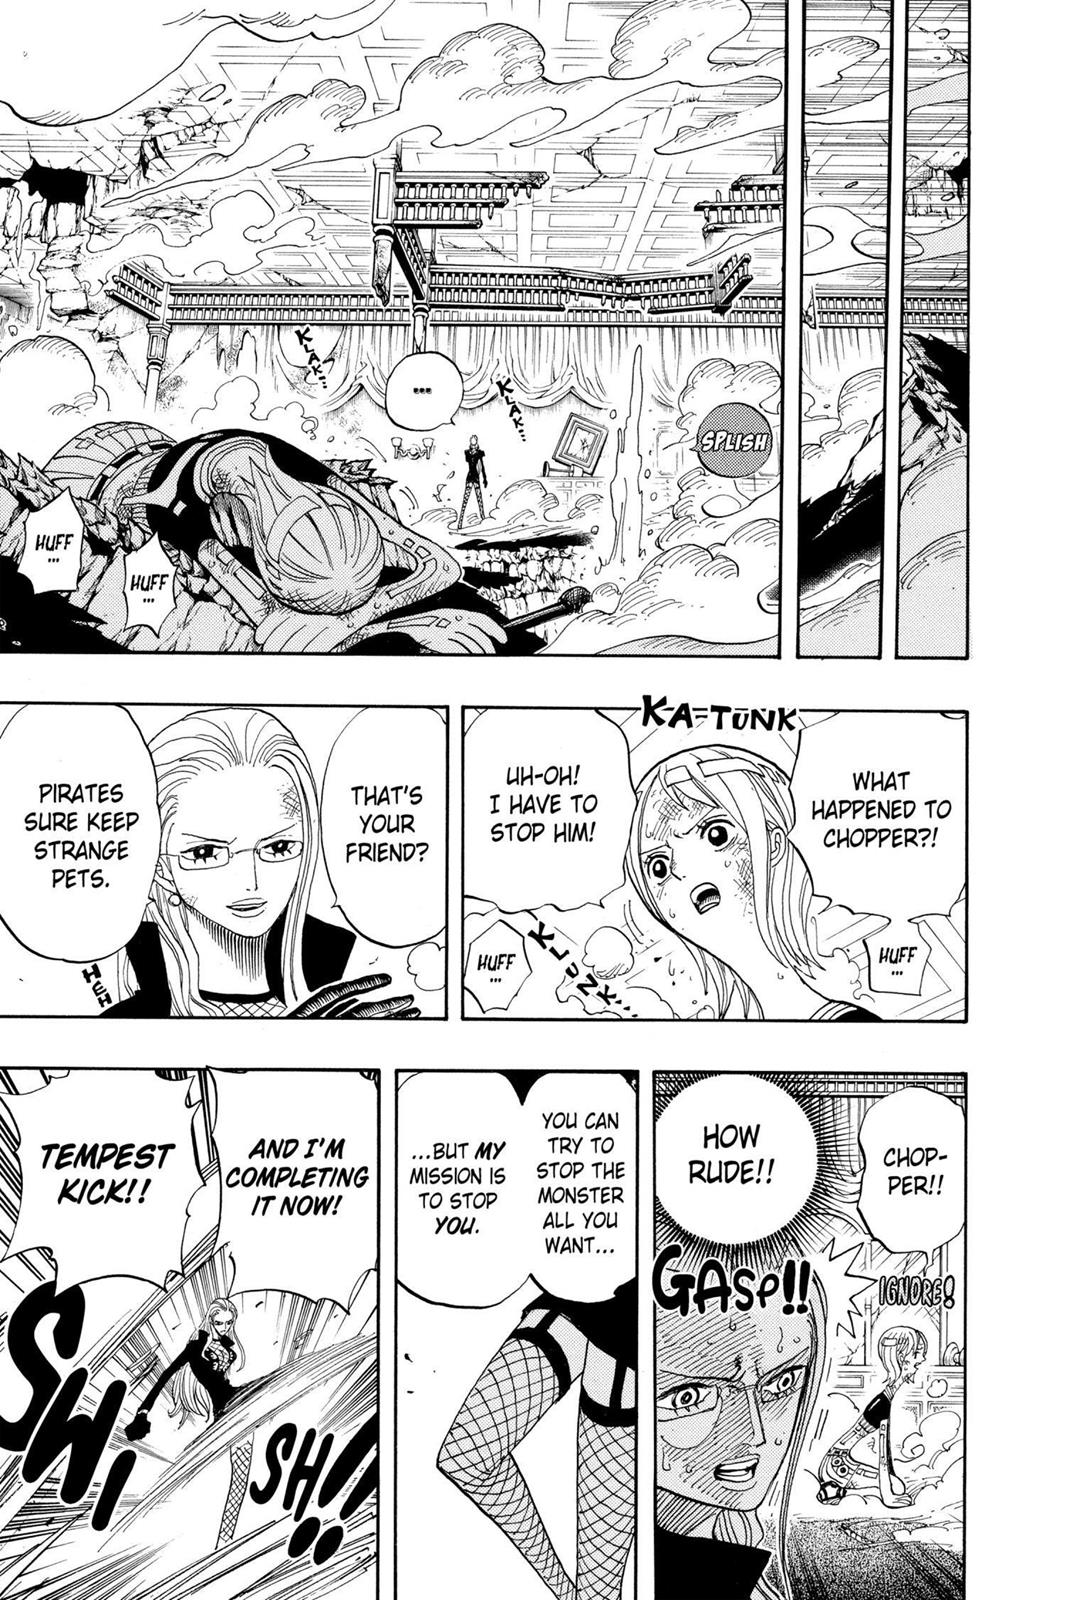 SPLISH
KLAK...
...
KLAK...
HUFF
...
HUFF
...
KA-TUNK
WHAT
HAPPENED TO
CHOPPER?!
HUFF
...
UH-OH!
I HAVE TO
STOP HIM!
HUFF
...
KLUNK...
THAT'S
YOUR
FRIEND?
PIRATES
SURE KEEP
STRANGE
PETS.
HEH
CHOP-
PER!!
IGNORE!
HOW
RUDE!!
GASP!!
YOU CAN
TRY TO
STOP THE
MONSTER
ALL YOU
WANT...
...BUT MY
MISSION IS
TO STOP
YOU.
AND I'M
COMPLETING
IT NOW!
TEMPEST
KICK!!
SWI
SH!!